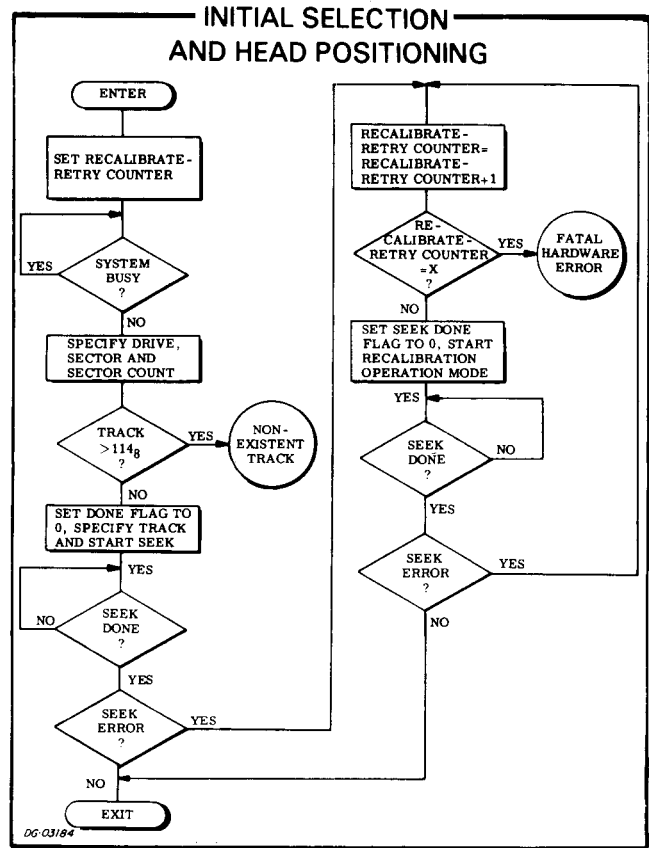 INITIAL SELECTION
AND HEAD POSITIONING
ENTER
SET RECALIBRATE-
RETRY COUNTER
YES
SYSTEM
BUSY
?
NO
SPECIFY DRIVE,
SECTOR AND
SECTOR COUNT
TRACK
>114₈
?
YES
NON-
EXISTENT
TRACK
NO
SET DONE FLAG TO
0, SPECIFY TRACK
AND START SEEK
YES
NO
SEEK
DONE
?
YES
SEEK
ERROR
?
YES
NO
EXIT
RECALIBRATE-
RETRY COUNTER=
RECALIBRATE-
RETRY COUNTER+1
RE-
CALIBRATE-
RETRY COUNTER
=X
?
YES
FATAL
HARDWARE
ERROR
NO
SET SEEK DONE
FLAG TO 0, START
RECALIBRATION
OPERATION MODE
YES
SEEK
DONE
?
NO
YES
SEEK
ERROR
?
YES
NO
DG-03184